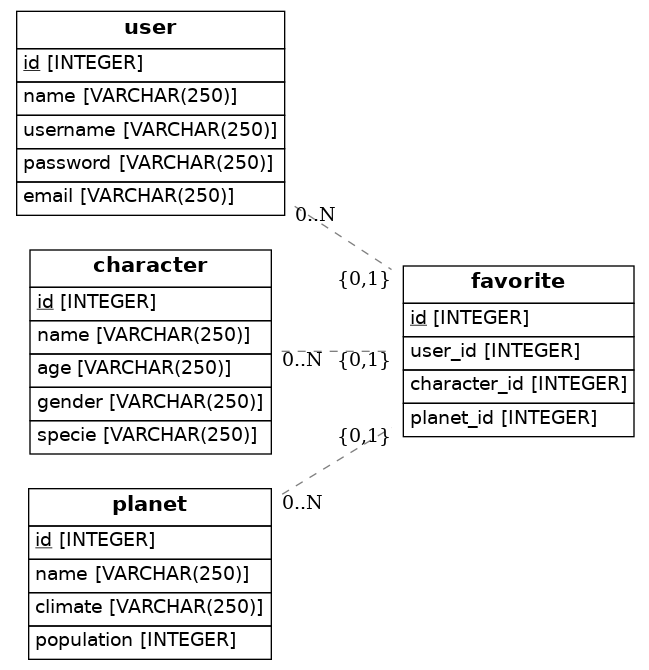 user
id [INTEGER]
name [VARCHAR(250)]
username [VARCHAR(250)]
password [VARCHAR(250)]
email [VARCHAR(250)]
0..N
{0,1}
character
id [INTEGER]
name [VARCHAR(250)]
age [VARCHAR(250)]
gender [VARCHAR(250)]
specie [VARCHAR(250)]
0..N
{0,1}
favorite
id [INTEGER]
user_id [INTEGER]
character_id [INTEGER]
planet_id [INTEGER]
{0,1}
0..N
planet
id [INTEGER]
name [VARCHAR(250)]
climate [VARCHAR(250)]
population [INTEGER]